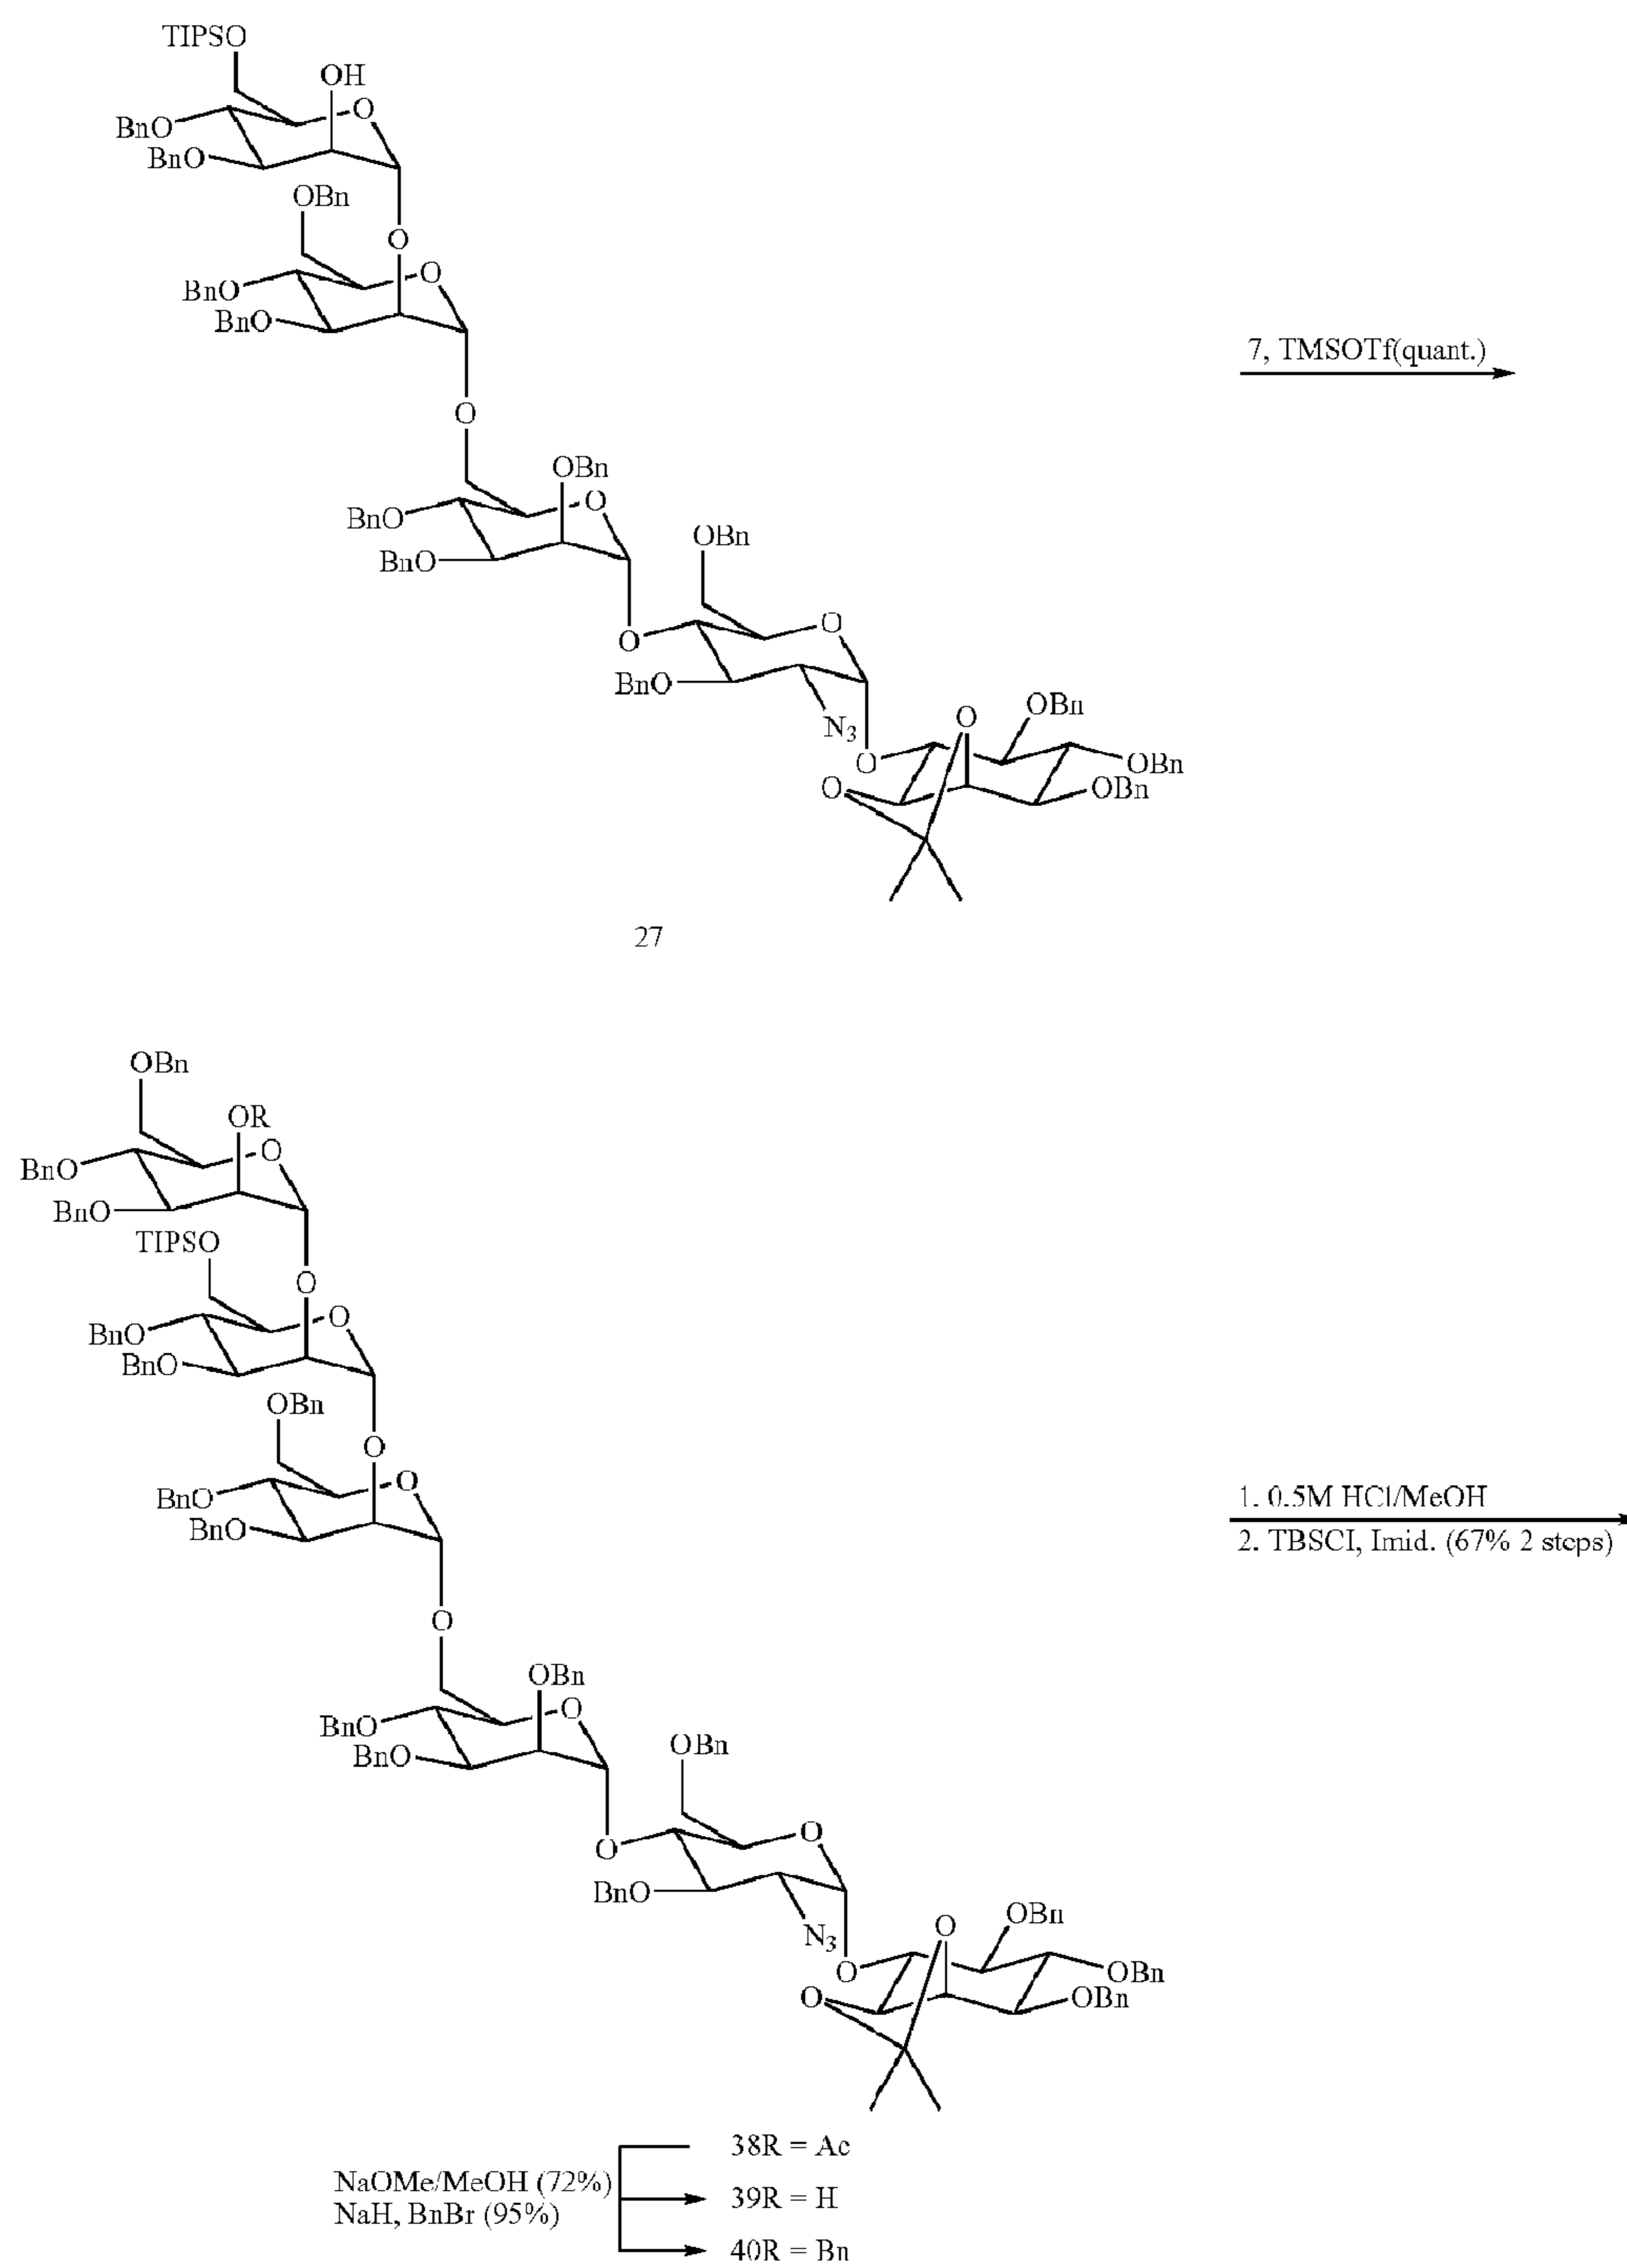 TIPSO
OH
O
BnO
BnO
OBn
O
O
BnO
BnO
O
OBn
O
BnO
BnO
OBn
O
O
BnO
N3
O
O
O
OBn
OBn
OBn
7, TMSOTf(quant.)
27
OBn
OR
O
BnO
BnO
TIPSO
O
O
BnO
BnO
OBn
O
O
BnO
BnO
O
OBn
O
BnO
BnO
OBn
O
O
BnO
N3
O
O
O
OBn
OBn
OBn
1. 0.5M HCl/MeOH
2. TBSCI, Imid. (67% 2 steps)
38R = Ac
NaOMe/MeOH (72%)
39R = H
NaH, BnBr (95%)
40R = Bn